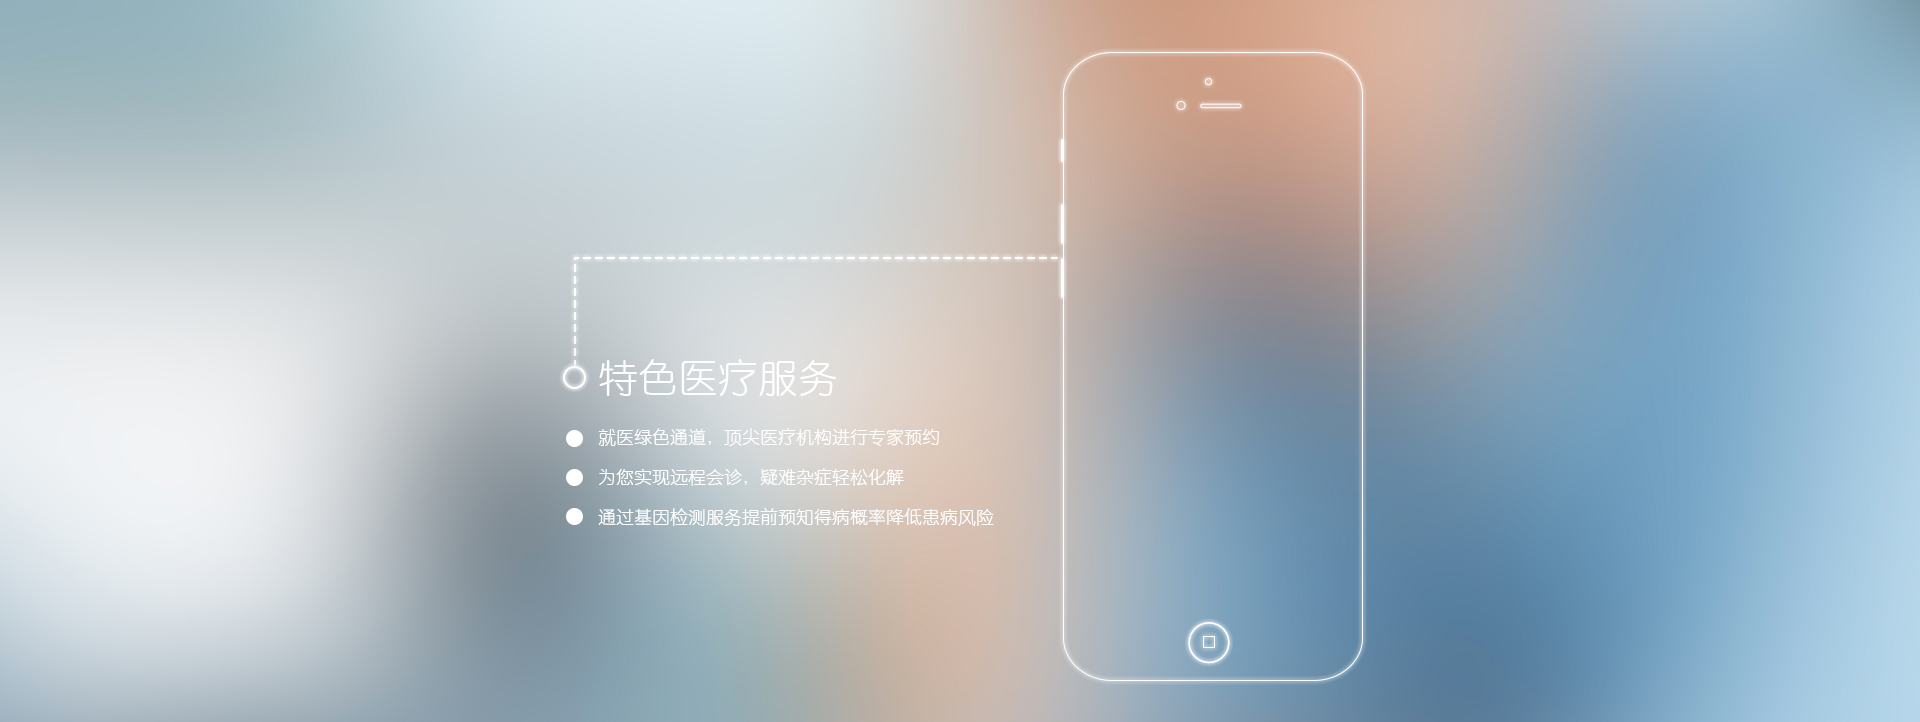 特色医疗服务
就医绿色通道，顶尖医疗机构进行专家预约
为您实现远程会诊，疑难杂症轻松化解
通过基因检测服务提前预知得病概率降低患病风险